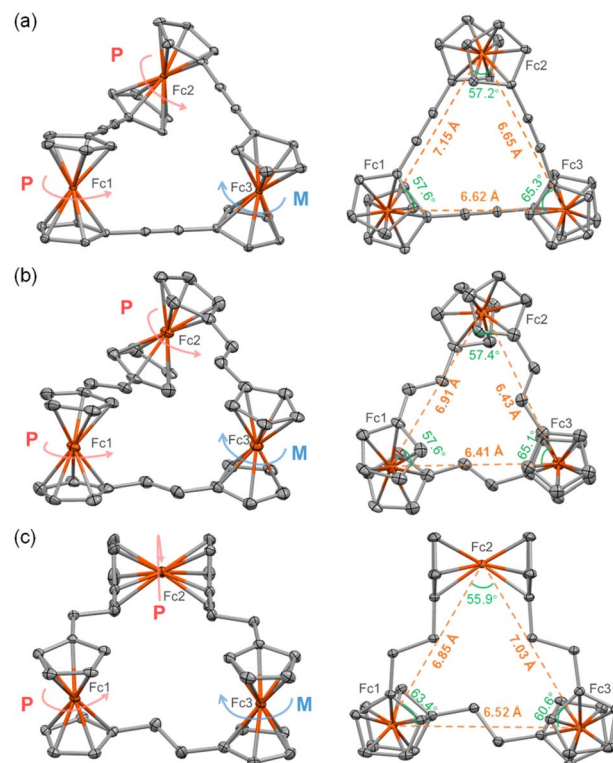 (a)
P
Fc2
P
Fc1
Fc3
M
Fc2
57.2°
7.15 Å
6.65 Å
Fc1
Fc3
57.6°
65.3°
6.62 Å
(b)
P
Fc2
P
Fc1
Fc3
M
Fc2
57.4°
6.91 Å
6.43 Å
Fc1
Fc3
57.6°
65.1°
6.41 Å
(c)
Fc2
P
P
Fc1
Fc3
M
Fc2
55.9°
6.85 Å
7.03 Å
Fc1
Fc3
63.4°
60.6°
6.52 Å